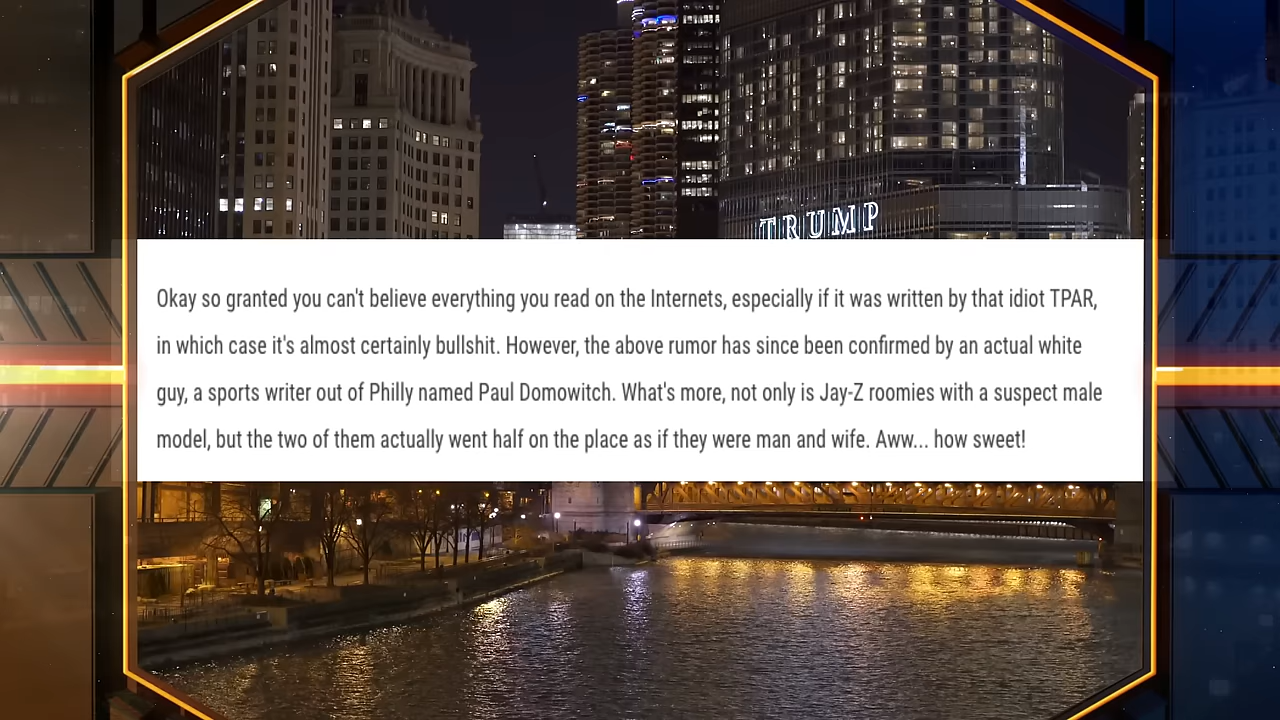 TRUMP
Okay so granted you can't believe everything you read on the Internets, especially if it was written by that idiot TPAR,
in which case it's almost certainly bullshit. However, the above rumor has since been confirmed by an actual white
guy, a sports writer out of Philly named Paul Domowitch. What's more, not only is Jay-Z roomies with a suspect male
model, but the two of them actually went half on the place as if they were man and wife. Aww... how sweet!